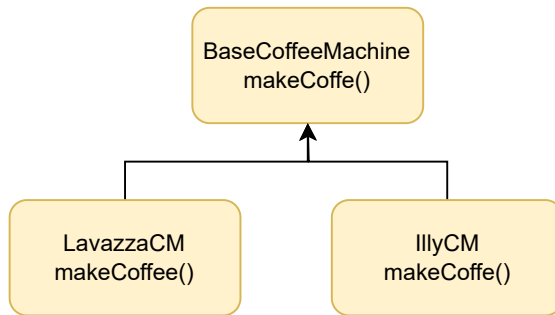 BaseCoffeeMachine
makeCoffe()
LavazzaCM
makeCoffee()
IllyCM
makeCoffe()